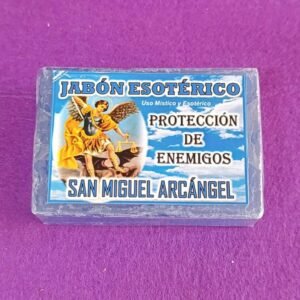 JABÓN ESOTÉRICO
Uso Místico y Esotérico
PROTECCIÓN
DE
ENEMIGOS
SAN MIGUEL ARCÁNGEL